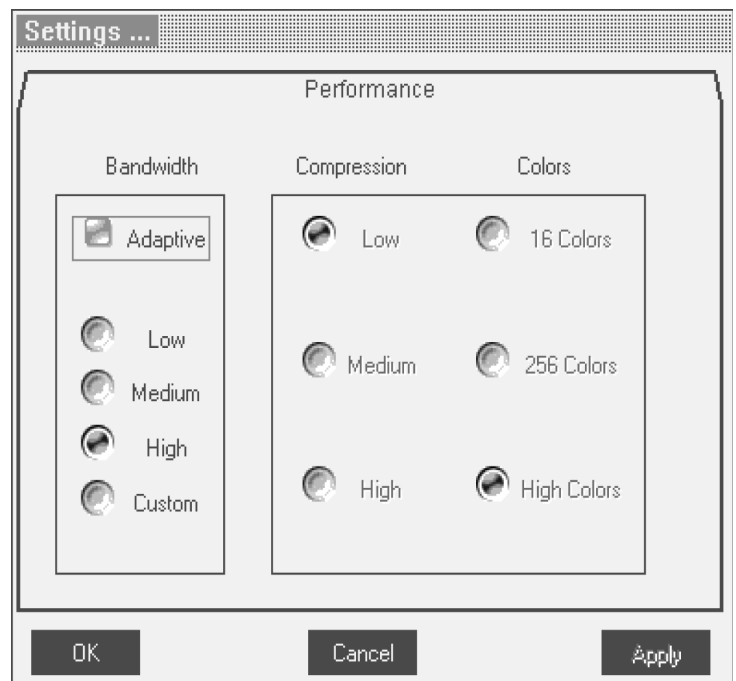 Settings ...
Performance
Bandwidth
Compression
Colors
Adaptive
Low
Medium
High
Custom
Low
Medium
High
16 Colors
256 Colors
High Colors
OK
Cancel
Apply